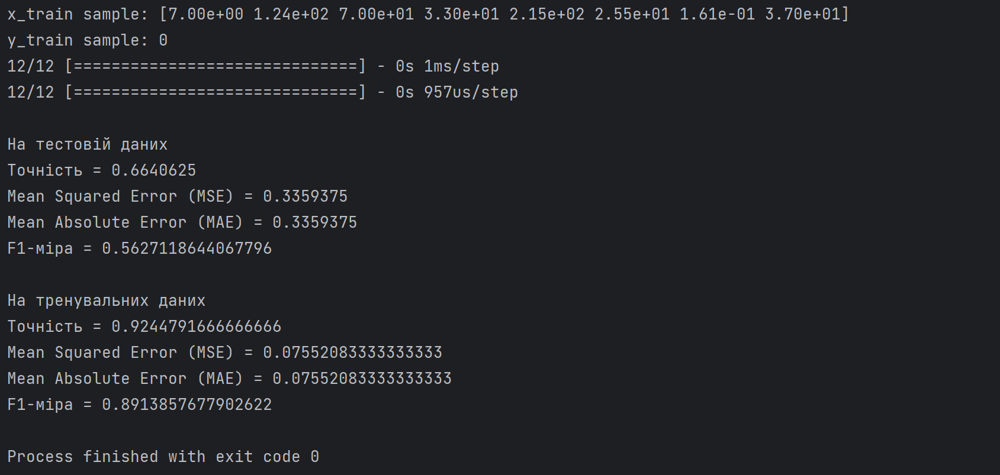 x_train sample: [7.00e+00 1.24e+02 7.00e+01 3.30e+01 2.15e+02 2.55e+01 1.61e-01 3.70e+01]
y_train sample: 0
12/12 [==============================] - 0s 1ms/step
12/12 [==============================] - 0s 957us/step
На тестовій даних
Точність = 0.6640625
Mean Squared Error (MSE) = 0.3359375
Mean Absolute Error (MAE) = 0.3359375
F1-міра = 0.5627118644067796
На тренувальних даних
Точність = 0.9244791666666666
Mean Squared Error (MSE) = 0.07552083333333333
Mean Absolute Error (MAE) = 0.07552083333333333
F1-міра = 0.8913857677902622
Process finished with exit code 0